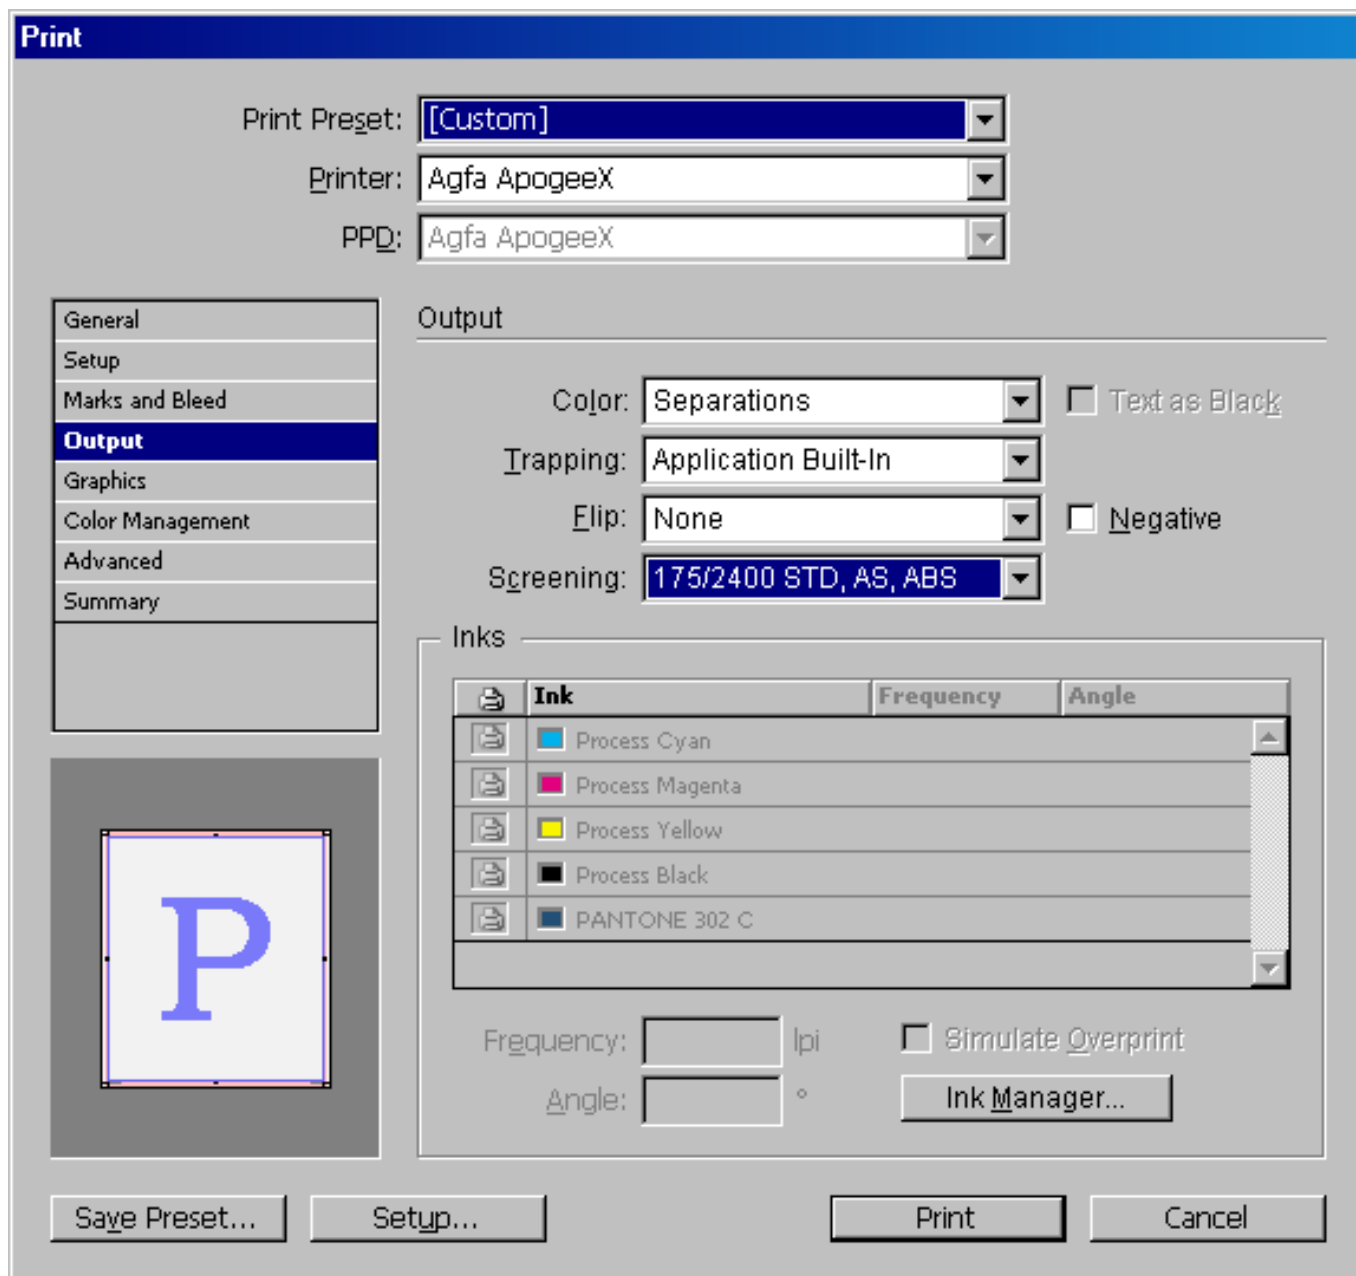 Print
Print Preset: [Custom]
Printer: Agfa ApogeeX
PPD: Agfa ApogeeX
General
Setup
Marks and Bleed
Output
Graphics
Color Management
Advanced
Summary
Output
Color: Separations Text as Black
Trapping: Application Built-In
Flip: None Negative
Screening: 175/2400 STD, AS, ABS
Inks
Ink Frequency Angle
Process Cyan
Process Magenta
Process Yellow
Process Black
PANTONE 302 C
Frequency: lpi Simulate Overprint
Angle: ° Ink Manager...
P
Save Preset... Setup... Print Cancel